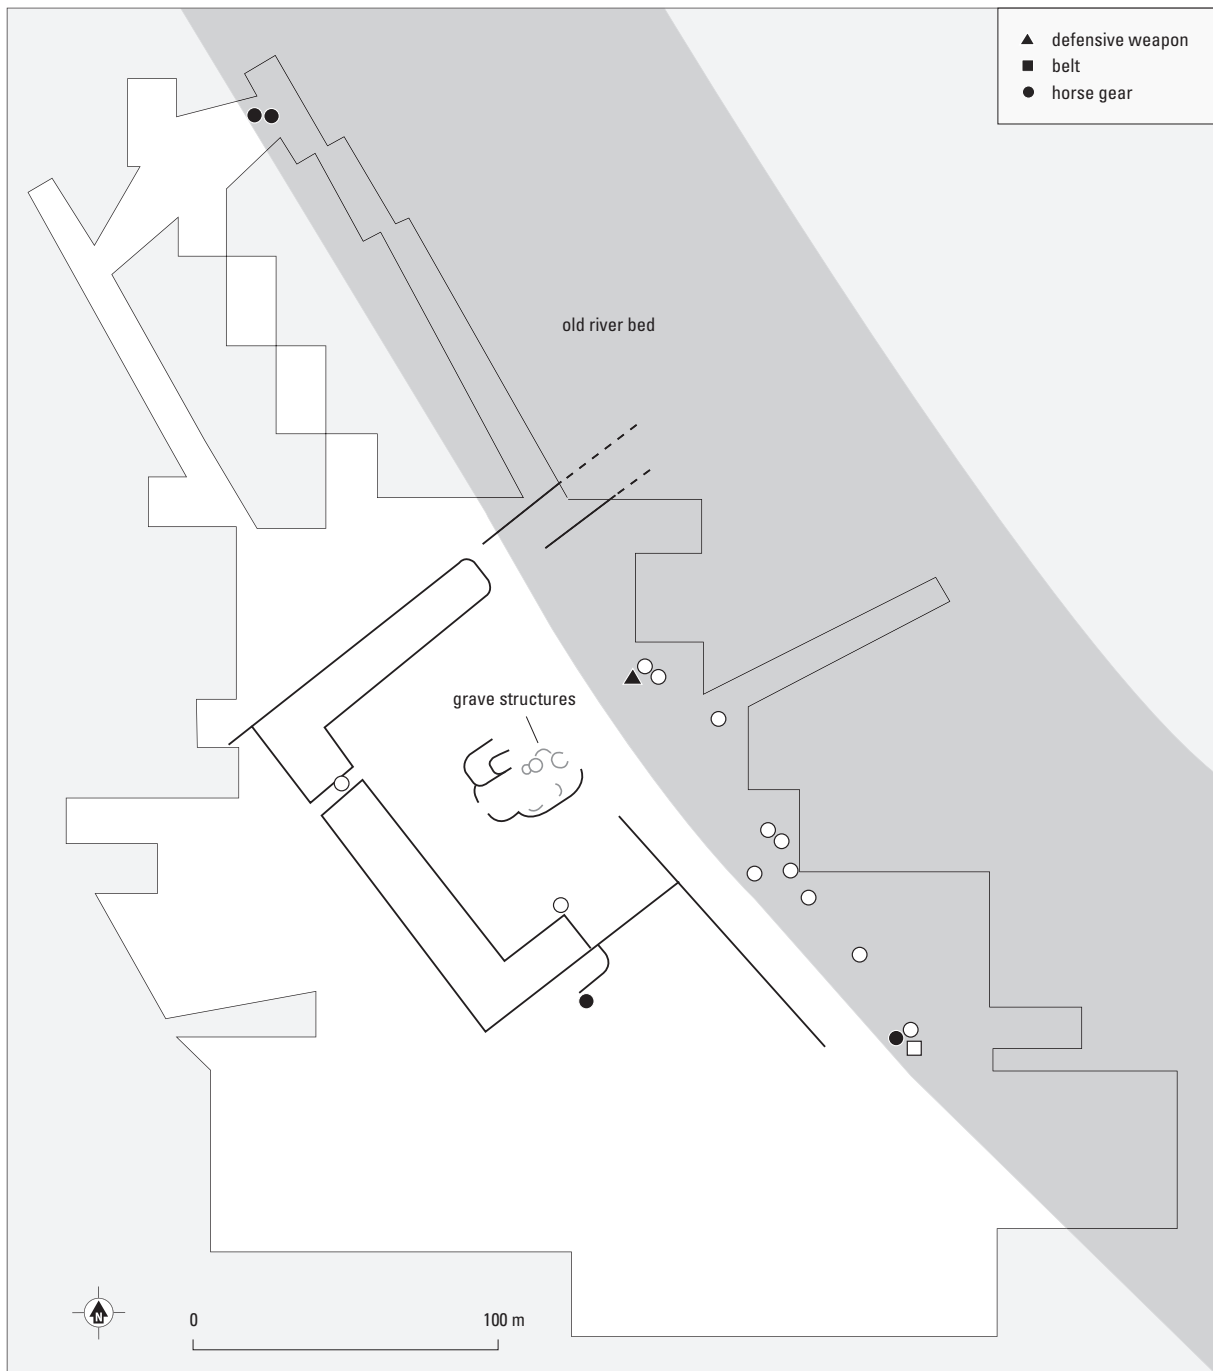 defensive weapon
belt
horse gear
old river bed
grave structures
N
0 100 m